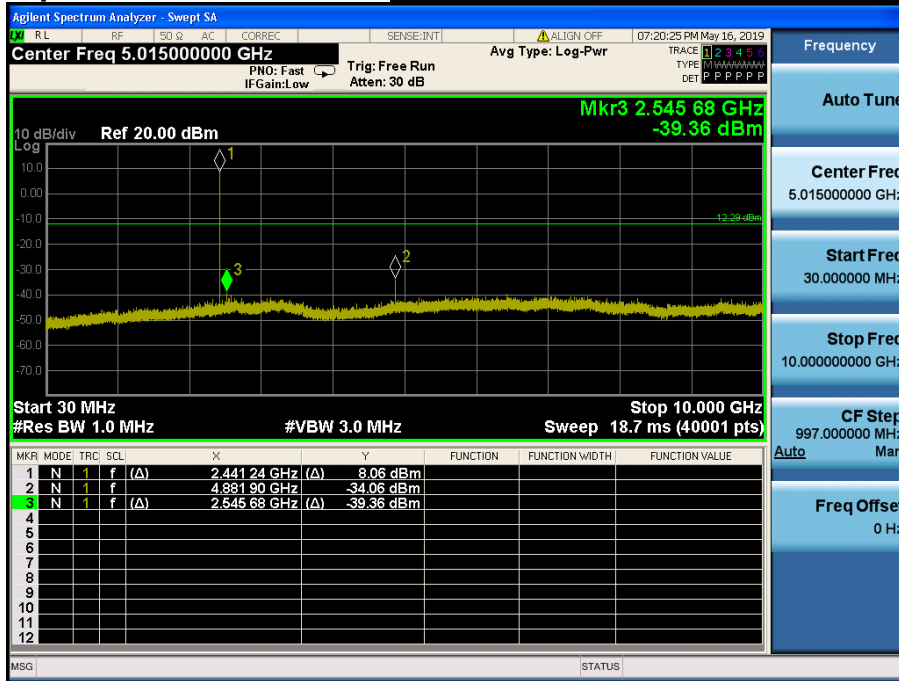 Agilent Spectrum Analyzer - Swept SA
LXI RL RF 50 Ω AC CORREC SENSE:INT ALIGN OFF 07:20:25 PM May 16, 2019
Center Freq 5.015000000 GHz
PNO: Fast
IFGain:Low
Trig: Free Run
Atten: 30 dB
Avg Type: Log-Pwr
TRACE 1 2 3 4 5 6
TYPE M W W W W W
DET P P P P P P
Mkr3 2.545 68 GHz
-39.36 dBm
10 dB/div Ref 20.00 dBm
Log
1
10.0
0.00
-10.0
-12.29 dBm
-20.0
2
-30.0
3
-40.0
-50.0
-60.0
-70.0
Start 30 MHz Stop 10.000 GHz
#Res BW 1.0 MHz #VBW 3.0 MHz Sweep 18.7 ms (40001 pts)
MKR MODE TRC SCL X Y FUNCTION FUNCTION WIDTH FUNCTION VALUE
1 N 1 f (Δ) 2.441 24 GHz (Δ) 8.06 dBm
2 N 1 f 4.881 90 GHz -34.06 dBm
3 N 1 f (Δ) 2.545 68 GHz (Δ) -39.36 dBm
4
5
6
7
8
9
10
11
12
MSG STATUS
Frequency
Auto Tune
Center Freq
5.015000000 GHz
Start Freq
30.000000 MHz
Stop Freq
10.000000000 GHz
CF Step
997.000000 MHz
Auto Man
Freq Offset
0 Hz